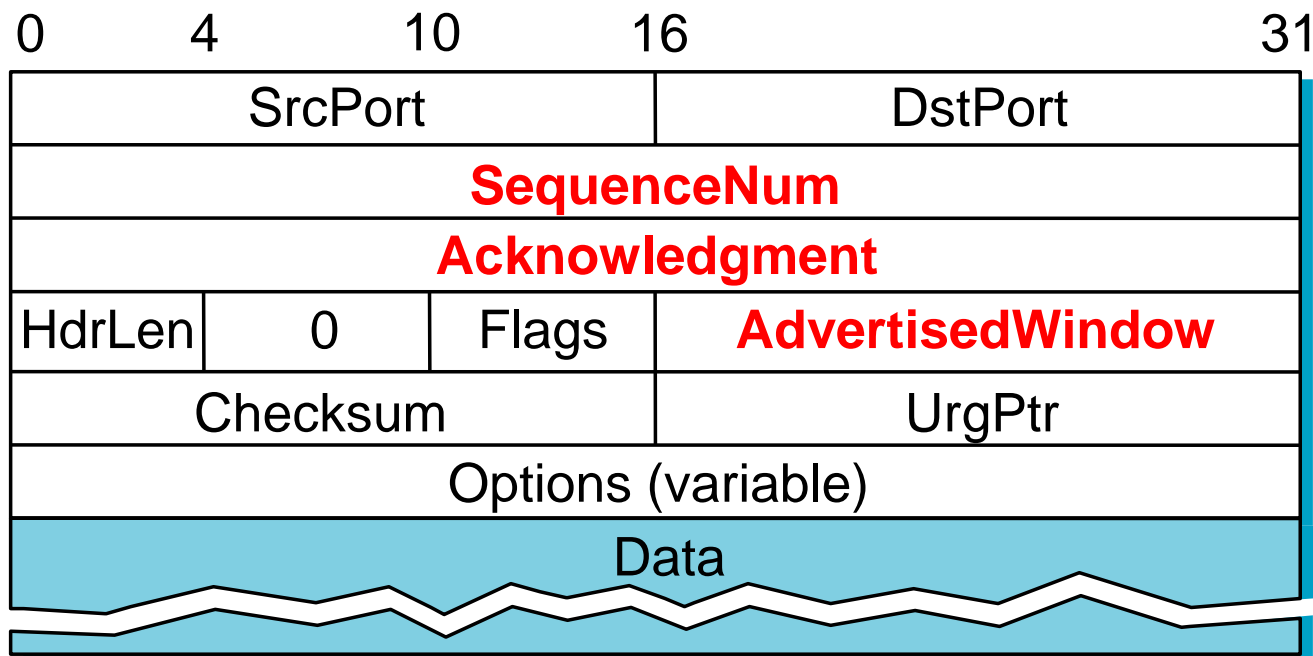 0 4 10 16 31
SrcPort DstPort
SequenceNum
Acknowledgment
HdrLen 0 Flags AdvertisedWindow
Checksum UrgPtr
Options (variable)
Data